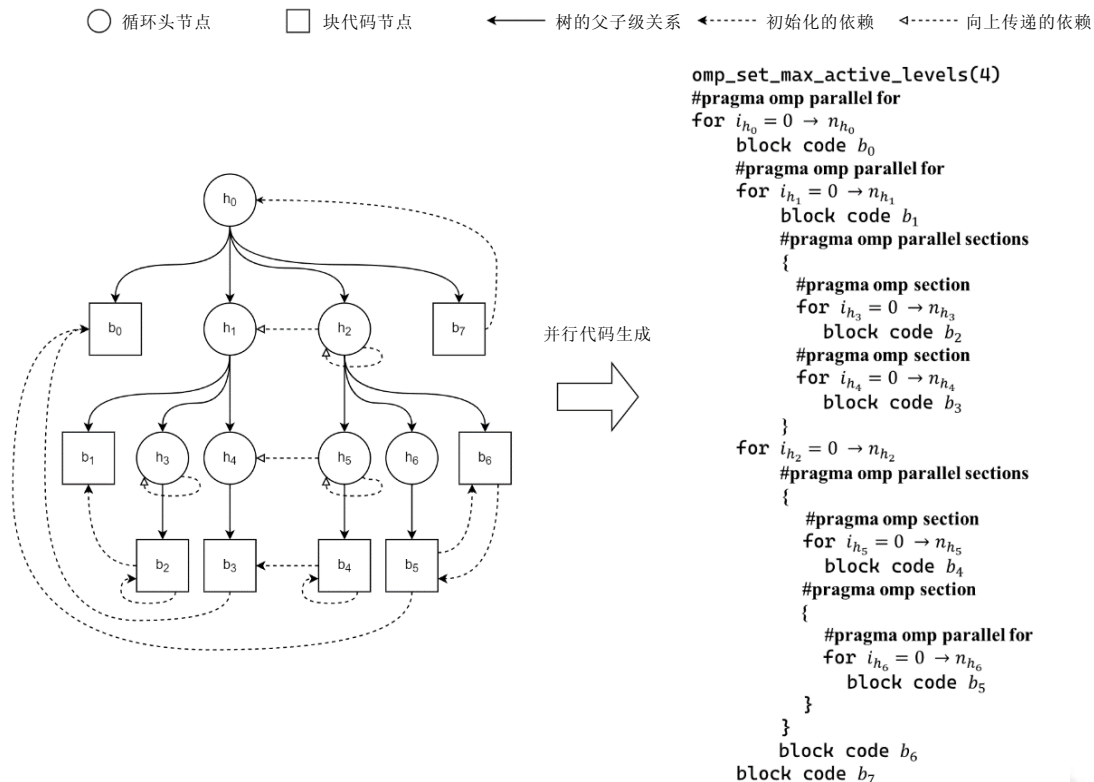 循环头节点
块代码节点
树的父子级关系
初始化的依赖
向上传递的依赖
h0
b0
h1
h2
b7
b1
h3
h4
h5
h6
b6
b2
b3
b4
b5
并行代码生成
omp_set_max_active_levels(4)
#pragma omp parallel for
for i_{h_0} = 0 → n_{h_0}
block code b_0
#pragma omp parallel for
for i_{h_1} = 0 → n_{h_1}
block code b_1
#pragma omp parallel sections
{
#pragma omp section
for i_{h_3} = 0 → n_{h_3}
block code b_2
#pragma omp section
for i_{h_4} = 0 → n_{h_4}
block code b_3
}
for i_{h_2} = 0 → n_{h_2}
#pragma omp parallel sections
{
#pragma omp section
for i_{h_5} = 0 → n_{h_5}
block code b_4
#pragma omp section
{
#pragma omp parallel for
for i_{h_6} = 0 → n_{h_6}
block code b_5
}
}
block code b_6
block code b_7